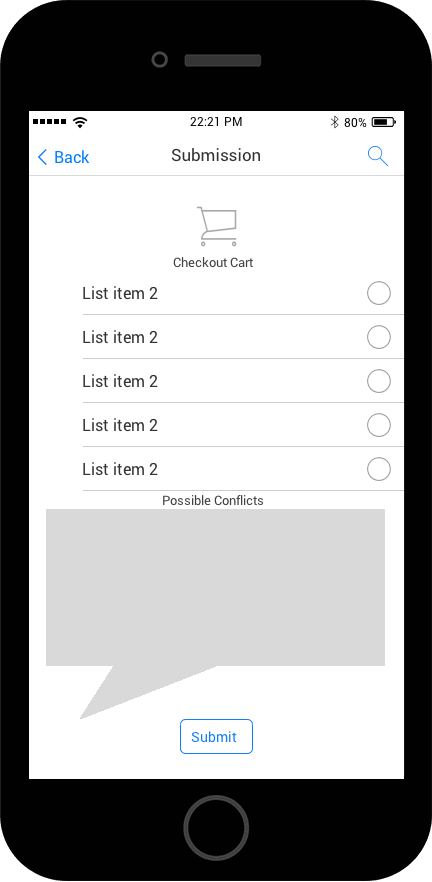 22:21 PM
80%
Back
Submission
Checkout Cart
List item 2
List item 2
List item 2
List item 2
List item 2
Possible Conflicts
Submit